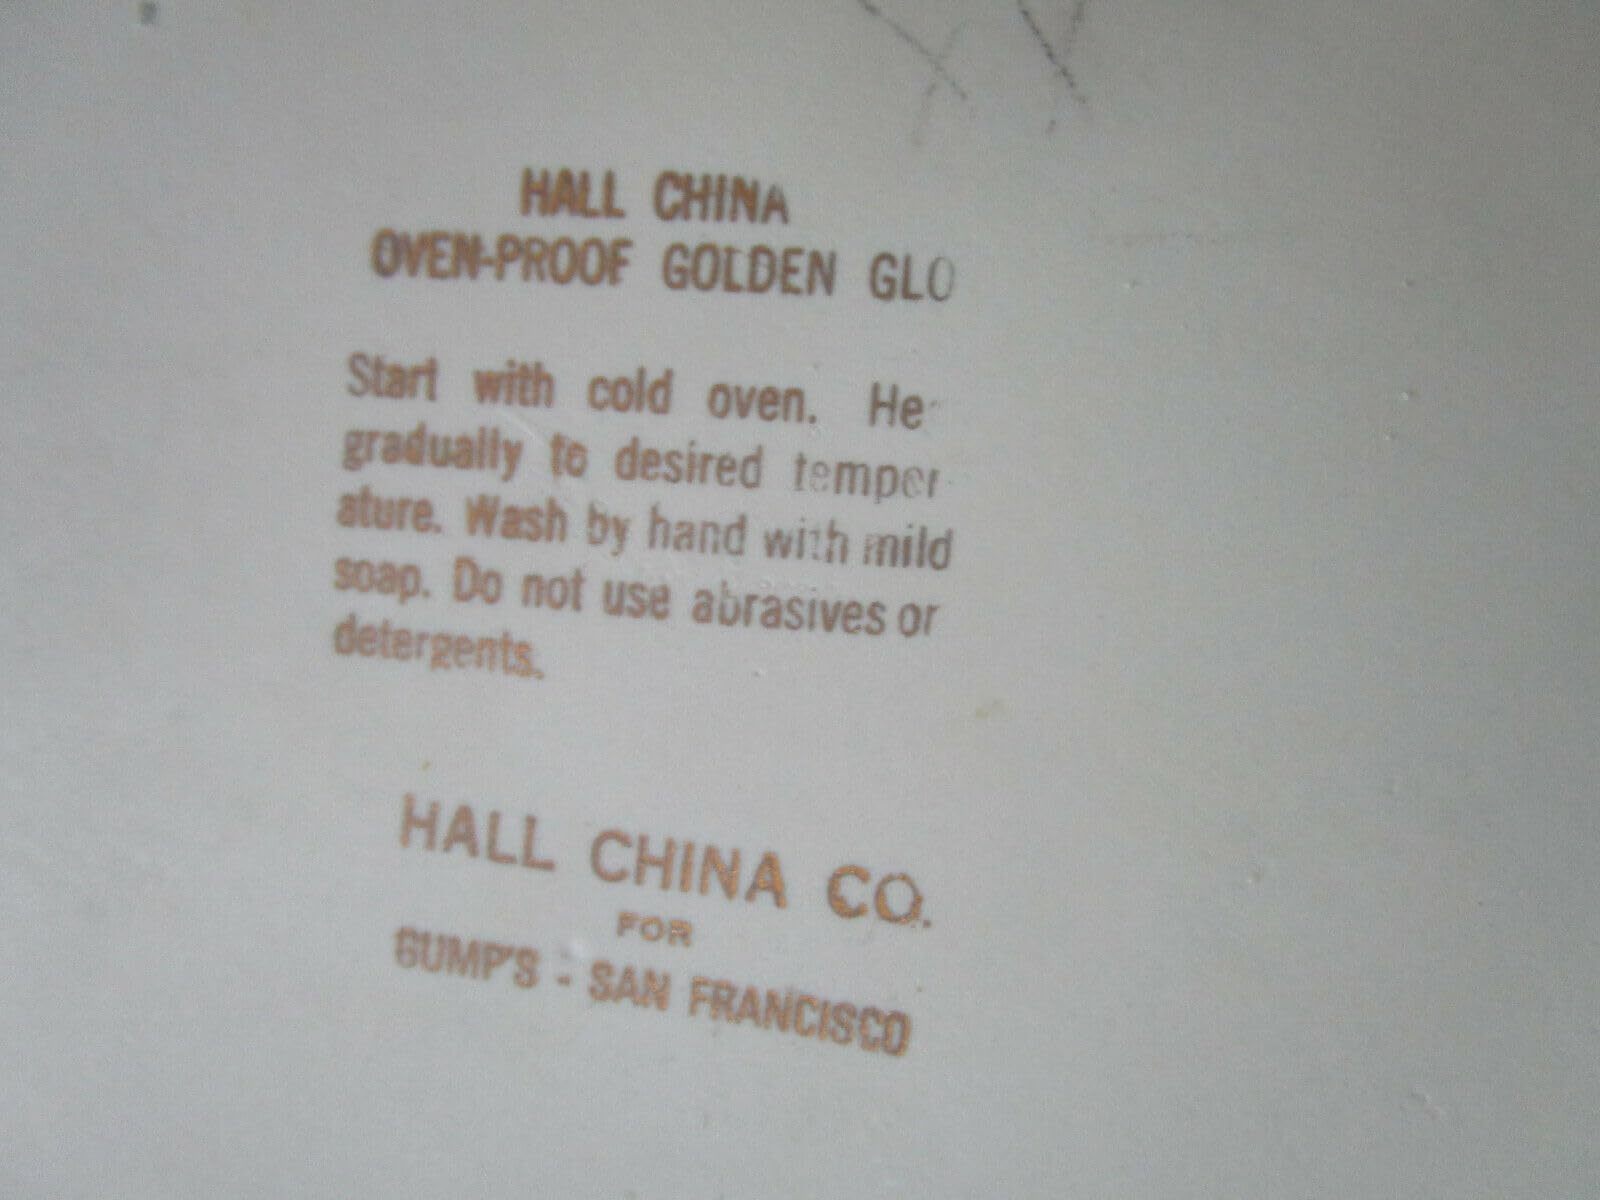 HALL CHINA
OVEN-PROOF GOLDEN GLO
Start with cold oven. He
gradually to desired temper
ature. Wash by hand with mild
soap. Do not use abrasives or
detergents.
HALL CHINA CO.
FOR
GUMP'S - SAN FRANCISCO